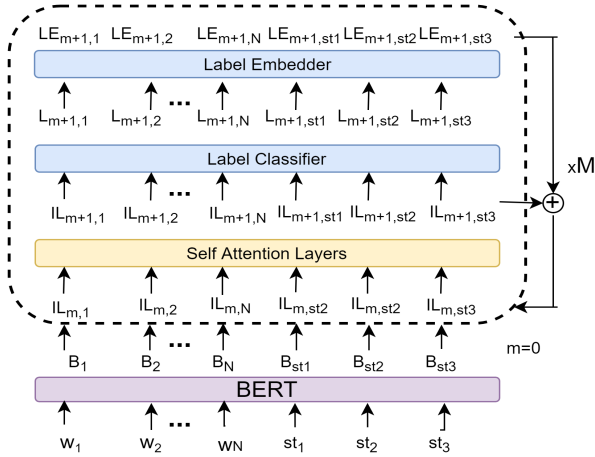 LEm+1,1 LEm+1,2 LEm+1,N LEm+1,st1 LEm+1,st2 LEm+1,st3
Label Embedder
Lm+1,1 Lm+1,2 ... Lm+1,N Lm+1,st1 Lm+1,st2 Lm+1,st3
Label Classifier
xM
ILm+1,1 ILm+1,2 ... ILm+1,N ILm+1,st1 ILm+1,st2 ILm+1,st3
+
Self Attention Layers
ILm,1 ILm,2 ILm,N ILm,st2 ILm,st2 ILm,st3
m=0
B1 B2 ... BN Bst1 Bst2 Bst3
BERT
w1 w2 ... wN st1 st2 st3